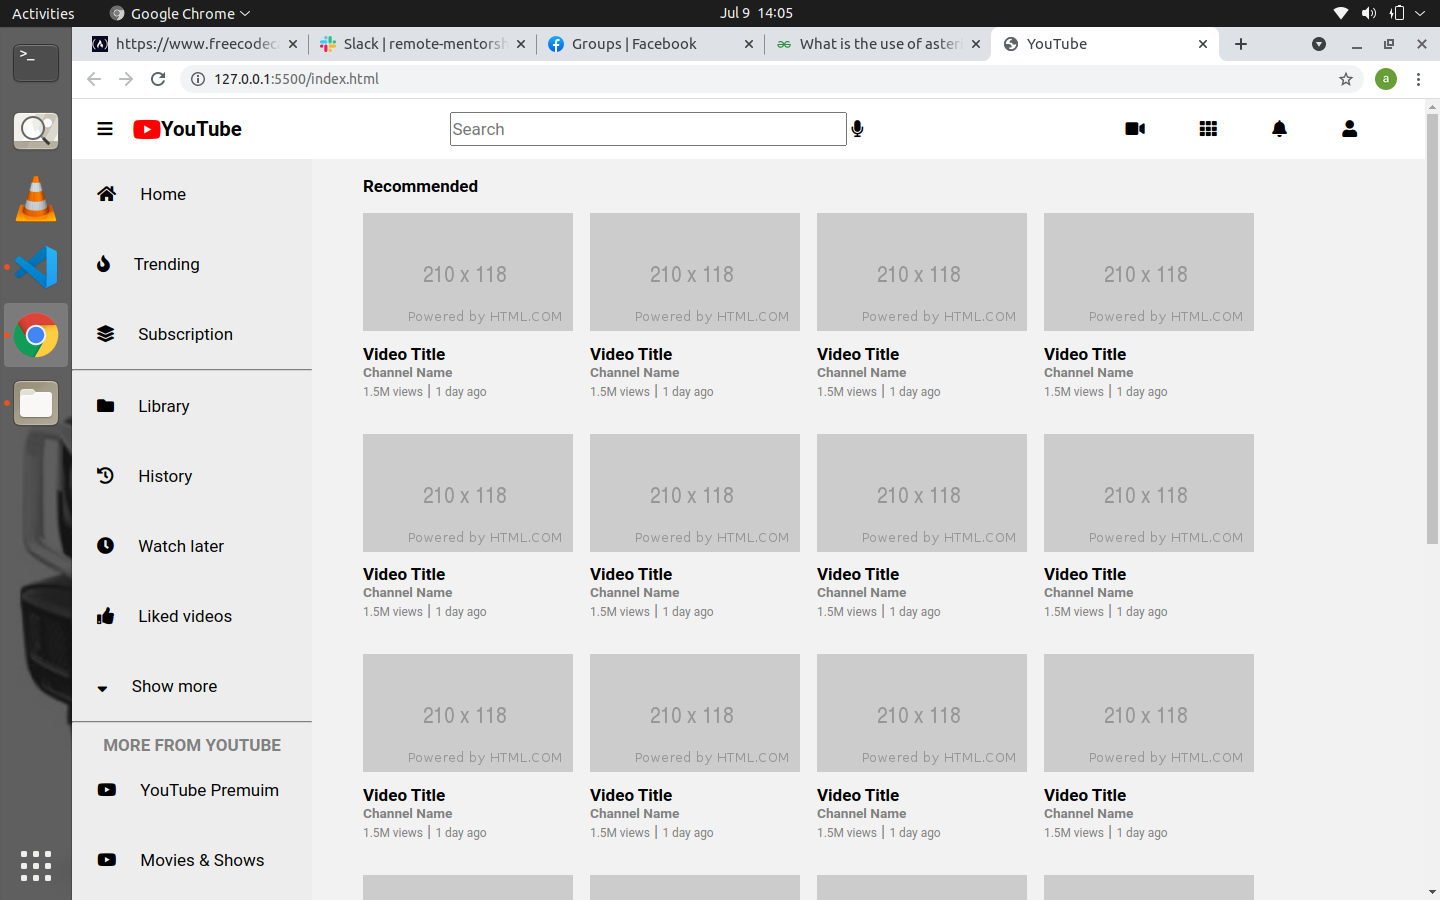 Activities
Google Chrome
Jul 9 14:05
https://www.freecodec
Slack | remote-mentorsh
Groups | Facebook
What is the use of aster
YouTube
127.0.0.1:5500/index.html
a
YouTube
Search
Home
Trending
Subscription
Library
History
Watch later
Liked videos
Show more
MORE FROM YOUTUBE
YouTube Premuim
Movies & Shows
Recommended
210 x 118 210 x 118 210 x 118 210 x 118
Powered by HTML.COM Powered by HTML.COM Powered by HTML.COM Powered by HTML.COM
Video Title Video Title Video Title Video Title
Channel Name Channel Name Channel Name Channel Name
1.5M views | 1 day ago 1.5M views | 1 day ago 1.5M views | 1 day ago 1.5M views | 1 day ago
210 x 118 210 x 118 210 x 118 210 x 118
Powered by HTML.COM Powered by HTML.COM Powered by HTML.COM Powered by HTML.COM
Video Title Video Title Video Title Video Title
Channel Name Channel Name Channel Name Channel Name
1.5M views | 1 day ago 1.5M views | 1 day ago 1.5M views | 1 day ago 1.5M views | 1 day ago
210 x 118 210 x 118 210 x 118 210 x 118
Powered by HTML.COM Powered by HTML.COM Powered by HTML.COM Powered by HTML.COM
Video Title Video Title Video Title Video Title
Channel Name Channel Name Channel Name Channel Name
1.5M views | 1 day ago 1.5M views | 1 day ago 1.5M views | 1 day ago 1.5M views | 1 day ago